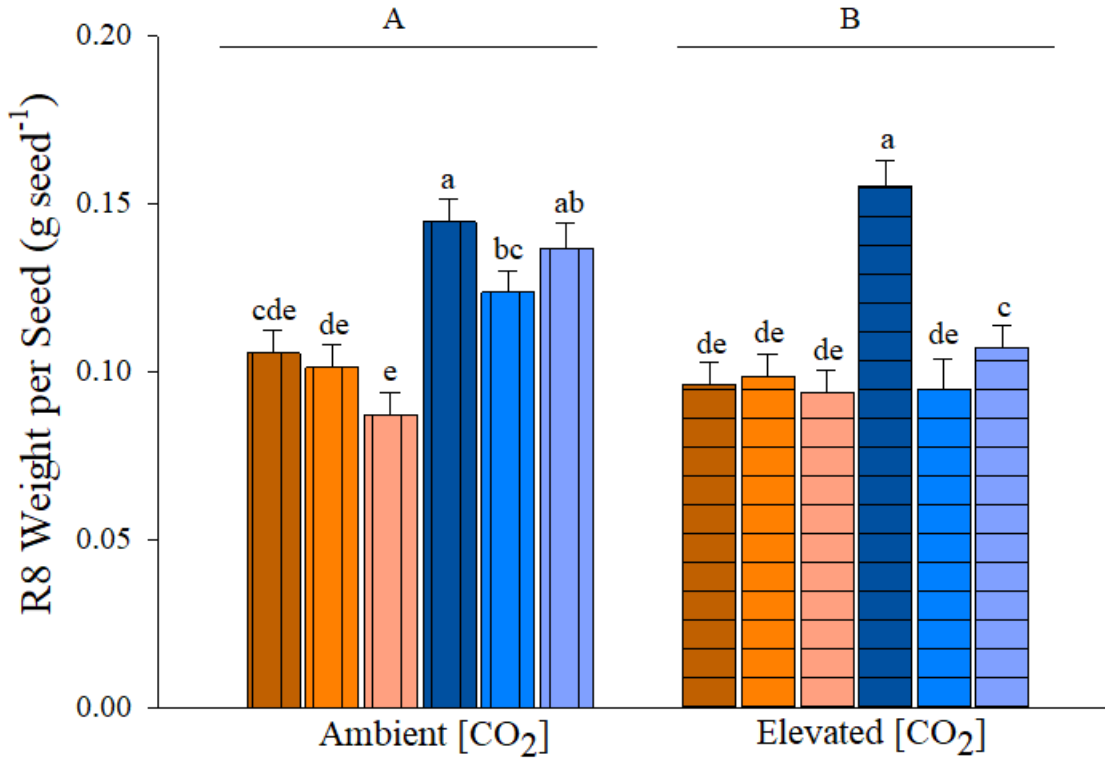 A B
0.20
0.15
0.10
0.05
0.00
R8 Weight per Seed (g seed⁻¹)
cde de e a bc ab
de de de a de c
Ambient [CO₂] Elevated [CO₂]